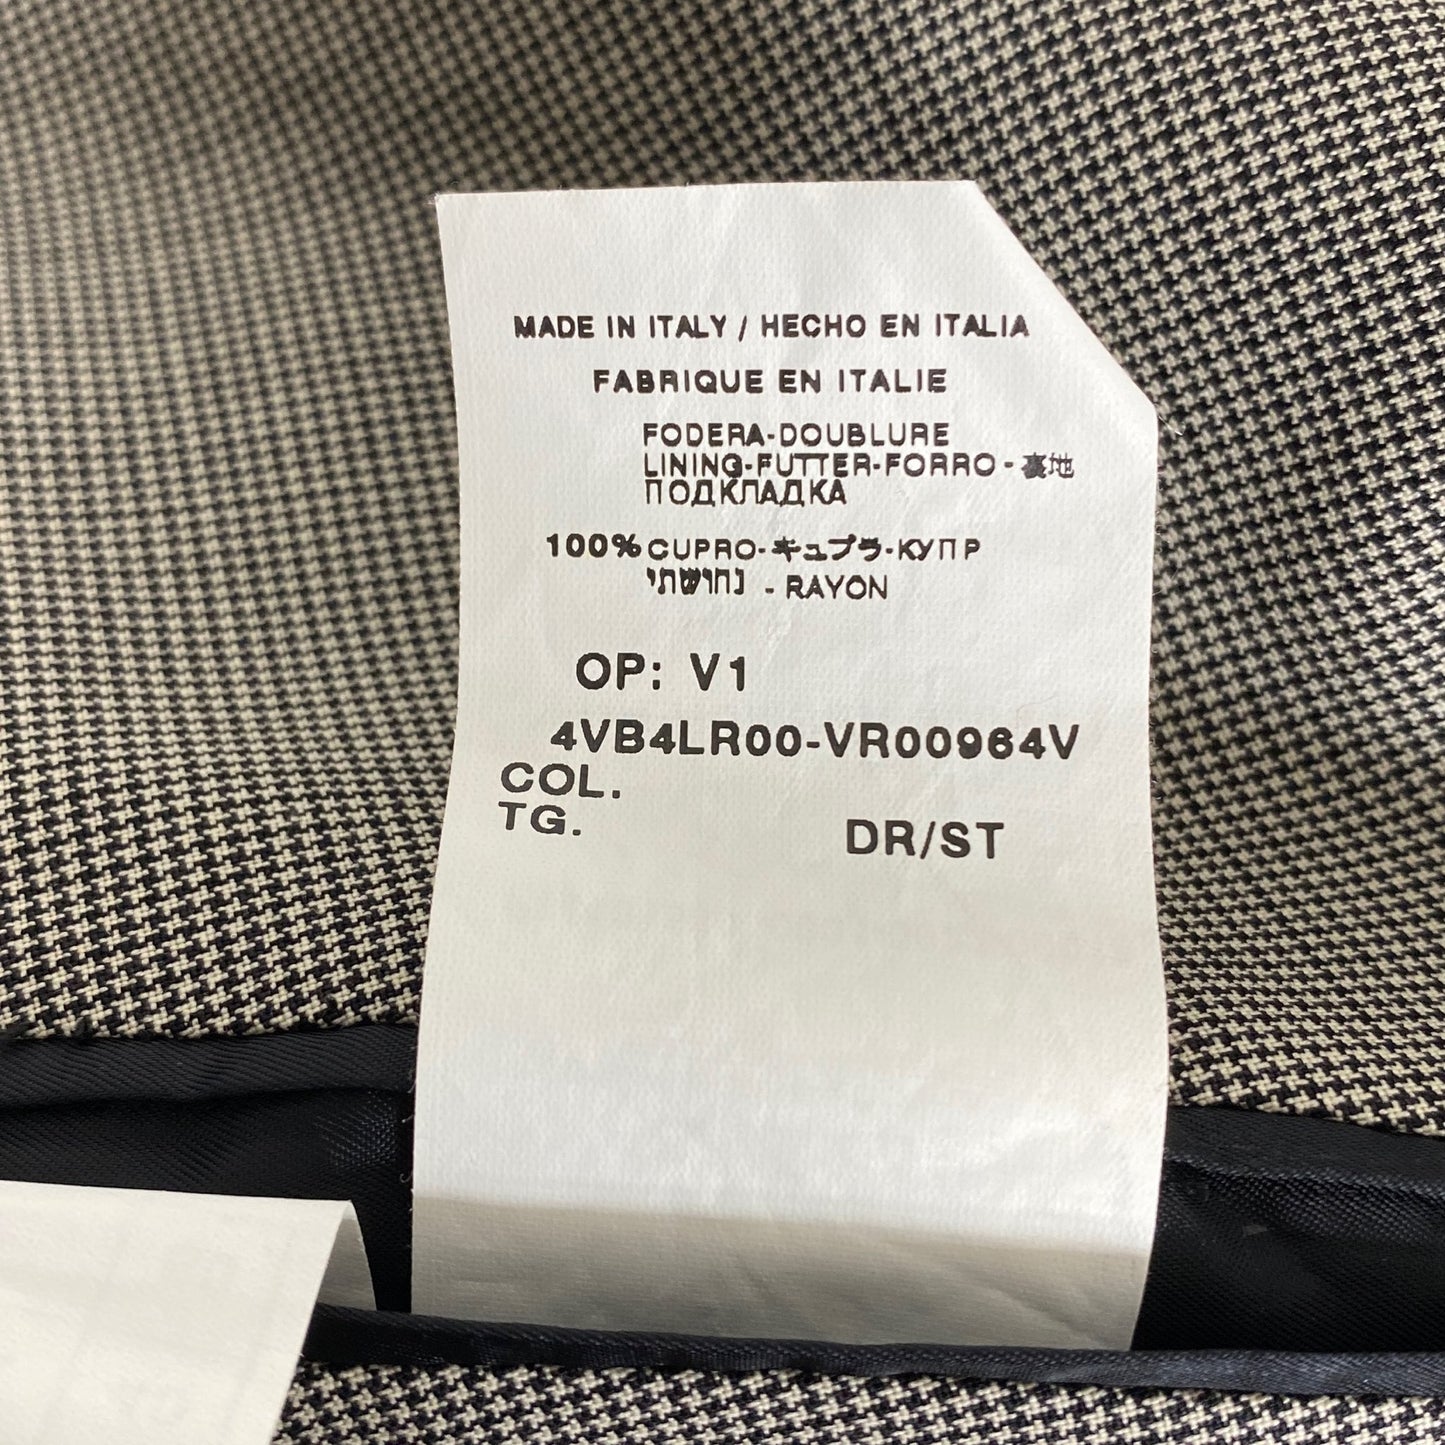 MADE IN ITALY / HECHO EN ITALIA
FABRIQUE EN ITALIE
FODERA-DOUBLURE
LINING-FUTTER-FORRO - 裏地
ПОДКЛАДКА
100% CUPRO-キュプラ-КУПР
נחושתי - RAYON
OP: V1
4VB4LR00-VR00964V
COL.
TG. DR/ST